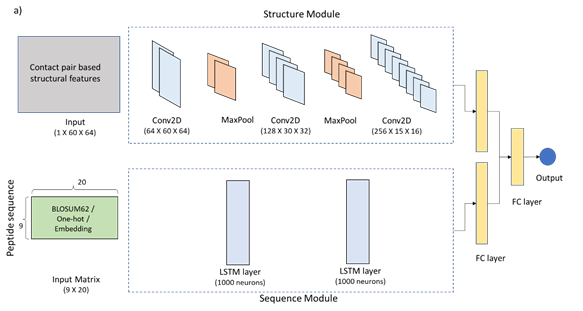 a)
Structure Module
Contact pair based
structural features
Input
(1 X 60 X 64)
Conv2D
(64 X 60 X 64)
MaxPool
Conv2D
(128 X 30 X 32)
MaxPool
Conv2D
(256 X 15 X 16)
Output
FC layer
FC layer
Peptide sequence
20
9
BLOSUM62 /
One-hot /
Embedding
Input Matrix
(9 X 20)
LSTM layer
(1000 neurons)
LSTM layer
(1000 neurons)
Sequence Module